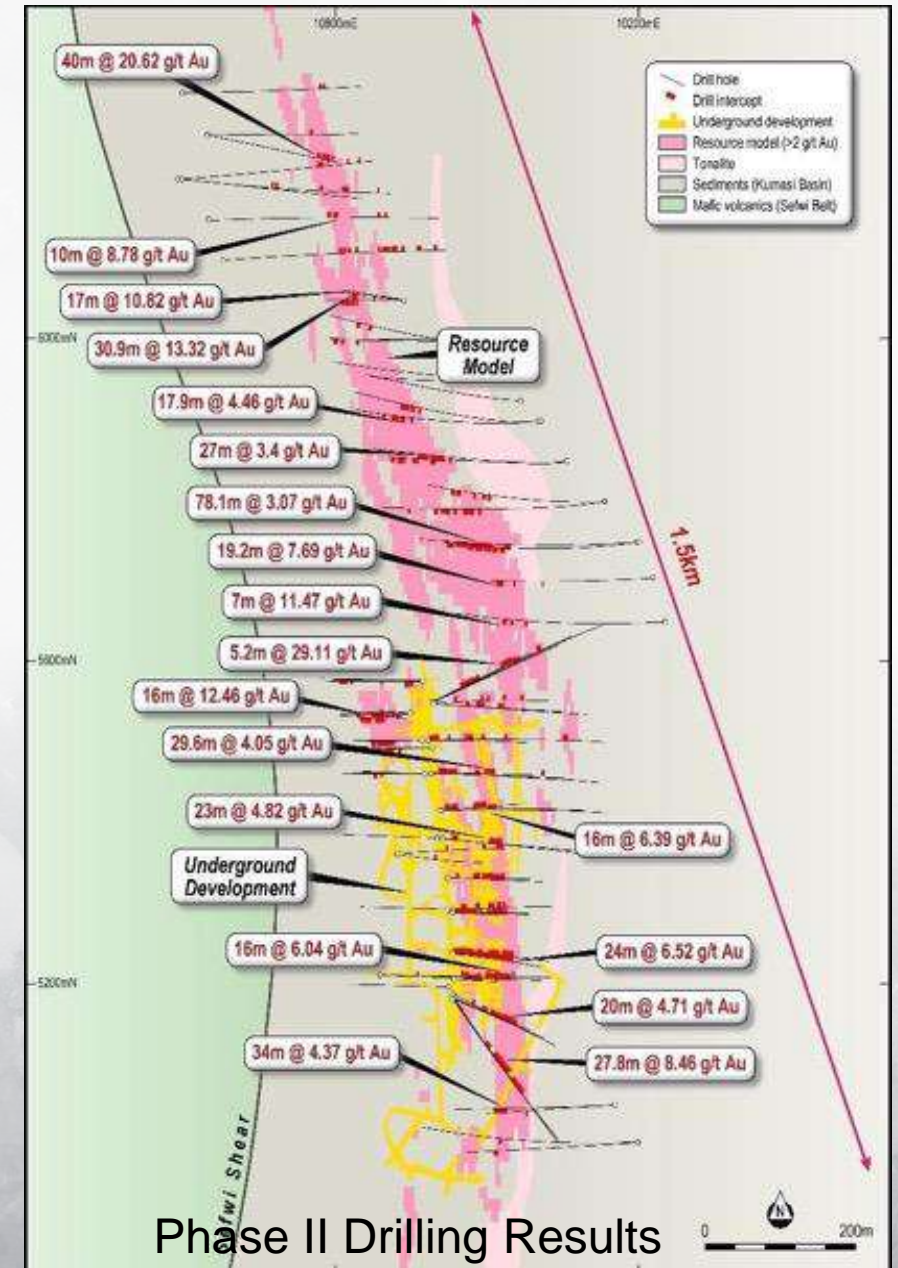 10800mE
10200mE
40m @ 20.62 g/t Au
Drill hole
Drill intercept
Underground development
Resource model (>2 g/t Au)
Tonalite
Sediments (Kumasi Basin)
Mafic volcanics (Sefwi Belt)
10m @ 8.78 g/t Au
17m @ 10.82 g/t Au
6000mN
30.9m @ 13.32 g/t Au
Resource
Model
17.9m @ 4.46 g/t Au
27m @ 3.4 g/t Au
78.1m @ 3.07 g/t Au
1.5km
19.2m @ 7.69 g/t Au
7m @ 11.47 g/t Au
5.2m @ 29.11 g/t Au
5600mN
16m @ 12.46 g/t Au
29.6m @ 4.05 g/t Au
23m @ 4.82 g/t Au
16m @ 6.39 g/t Au
Underground
Development
16m @ 6.04 g/t Au
24m @ 6.52 g/t Au
5200mN
20m @ 4.71 g/t Au
34m @ 4.37 g/t Au
27.8m @ 8.46 g/t Au
Sefwi Shear
N
0 200m
Phase II Drilling Results